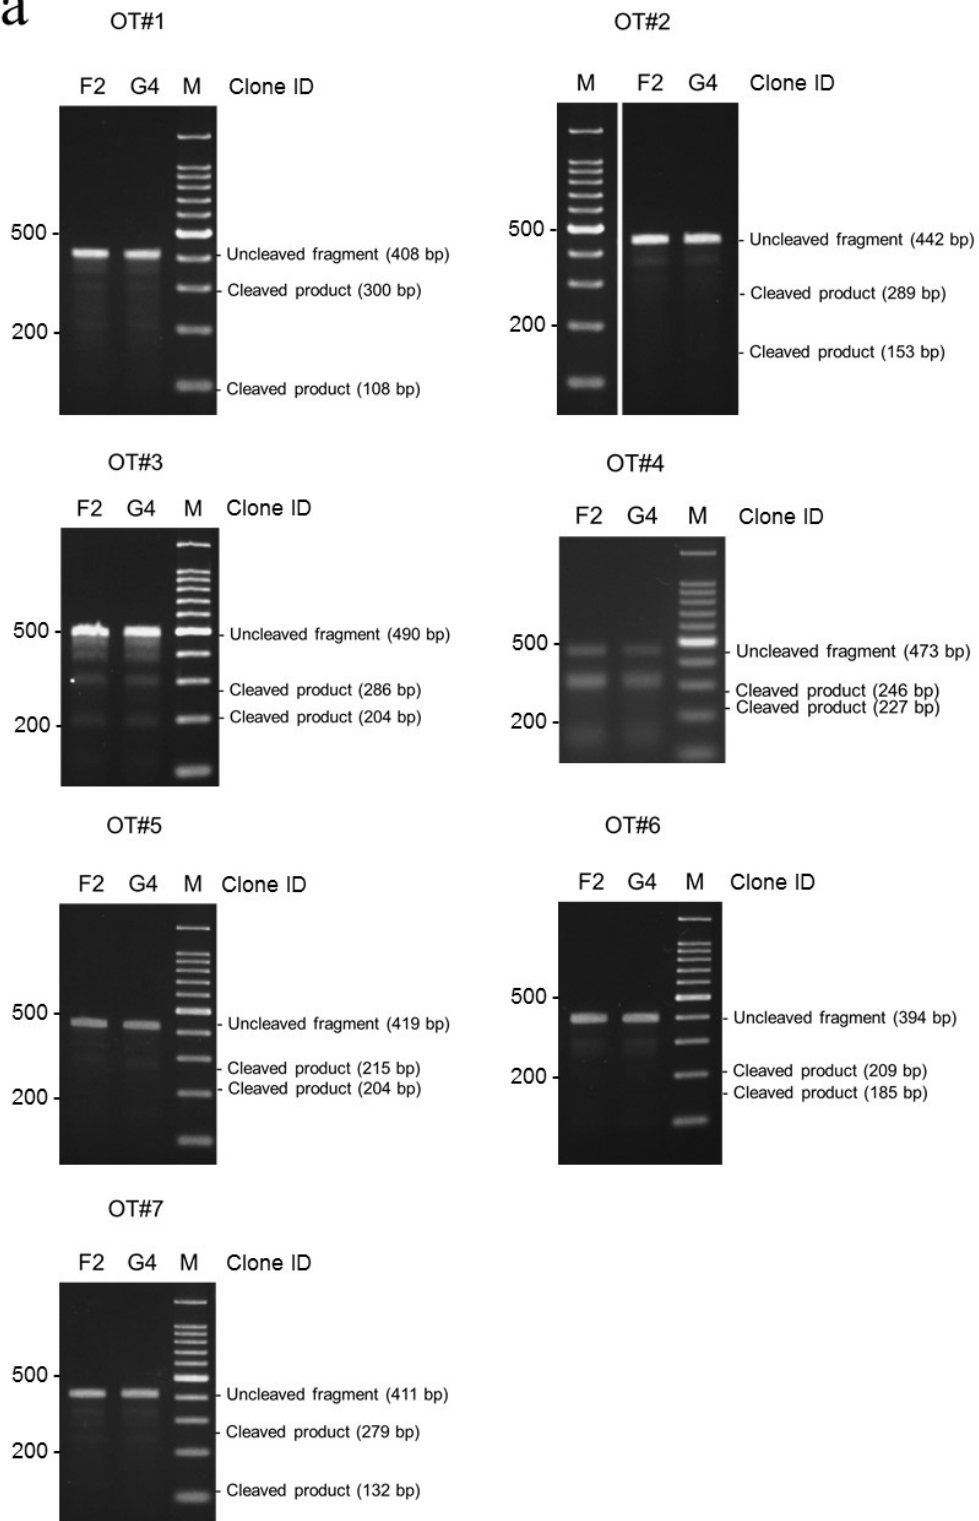 a
OT#1
F2 G4 M Clone ID
500
Uncleaved fragment (408 bp)
Cleaved product (300 bp)
200
Cleaved product (108 bp)
OT#2
M F2 G4 Clone ID
500
Uncleaved fragment (442 bp)
Cleaved product (289 bp)
200
Cleaved product (153 bp)
OT#3
F2 G4 M Clone ID
500
Uncleaved fragment (490 bp)
Cleaved product (286 bp)
Cleaved product (204 bp)
200
OT#4
F2 G4 M Clone ID
500
Uncleaved fragment (473 bp)
Cleaved product (246 bp)
Cleaved product (227 bp)
200
OT#5
F2 G4 M Clone ID
500
Uncleaved fragment (419 bp)
Cleaved product (215 bp)
Cleaved product (204 bp)
200
OT#6
F2 G4 M Clone ID
500
Uncleaved fragment (394 bp)
Cleaved product (209 bp)
200
Cleaved product (185 bp)
OT#7
F2 G4 M Clone ID
500
Uncleaved fragment (411 bp)
Cleaved product (279 bp)
200
Cleaved product (132 bp)